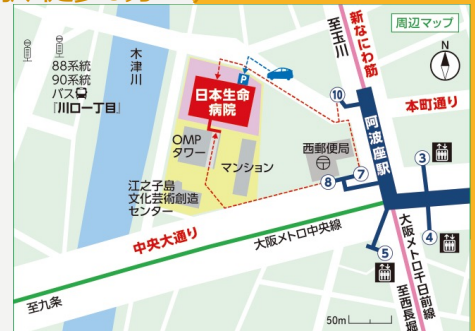 周辺マップ
至玉川
新なにわ筋
N
88系統
90系統
バス
『川口一丁目』
木津川
P
日本生命
病院
10
本町通り
阿波座駅
OMP
タワー
マンション
西郵便局
3
7
8
江之子島
文化芸術創造
センター
中央大通り
大阪メトロ中央線
4
5
大阪メトロ千日前線
至西長堀
至九条
50m